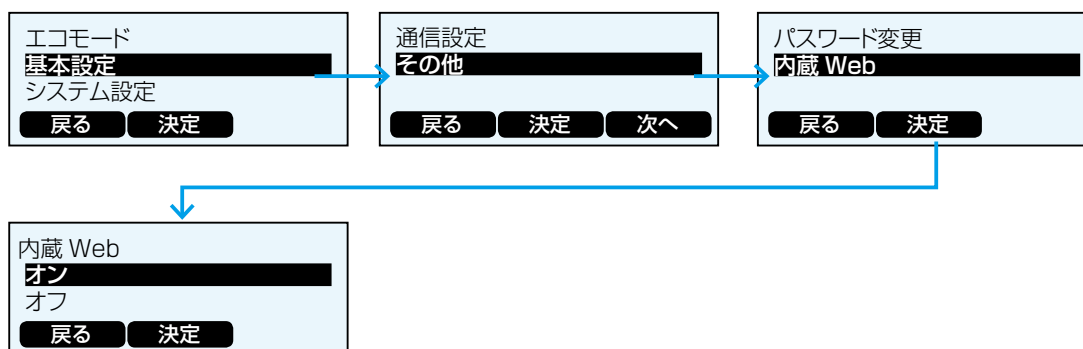 エコモード
基本設定
システム設定
戻る 決定
通信設定
その他
戻る 決定 次へ
パスワード変更
内蔵 Web
戻る 決定
内蔵 Web
オン
オフ
戻る 決定